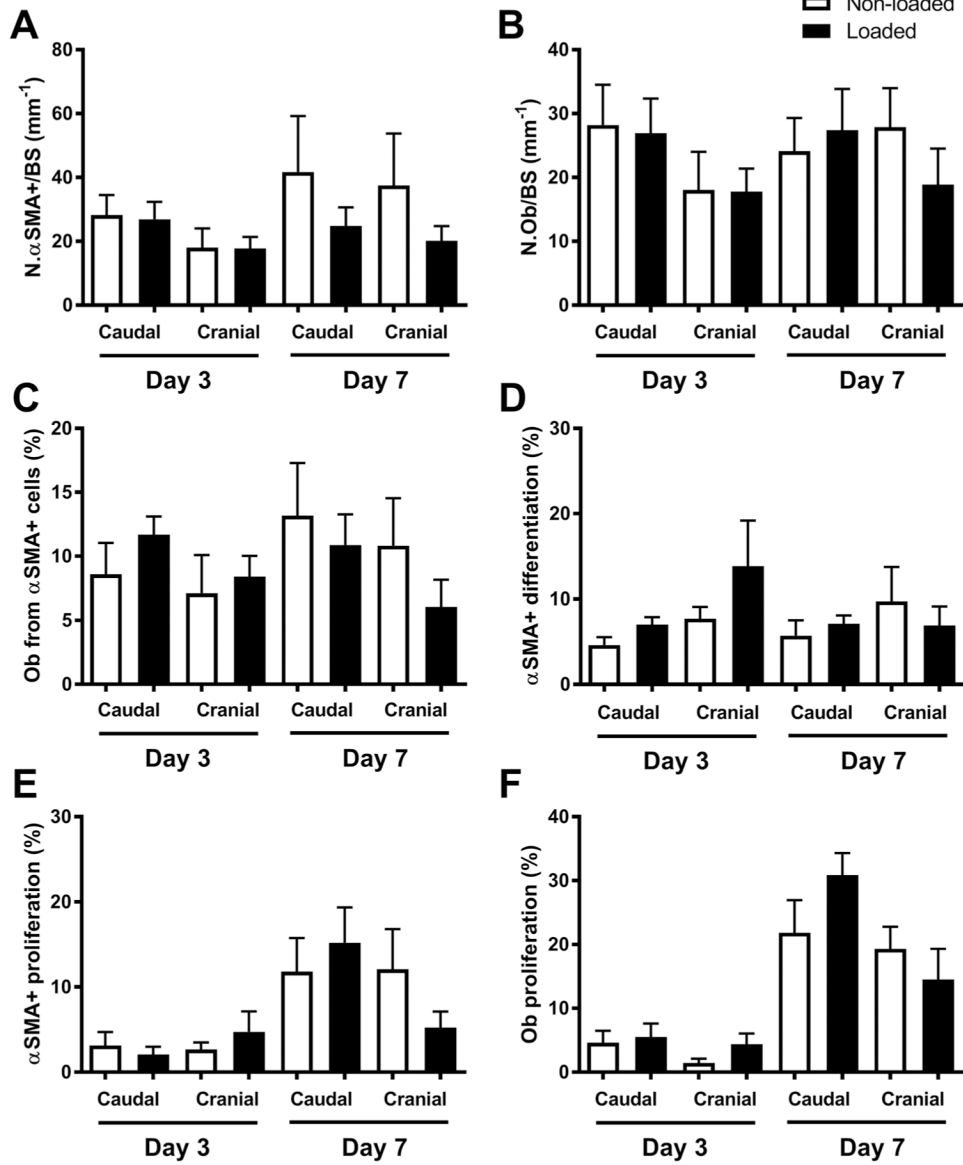 Non-loaded
Loaded
A
N.αSMA+/BS (mm-1)
80
60
40
20
0
Caudal Cranial Caudal Cranial
Day 3 Day 7
B
N.Ob/BS (mm-1)
40
30
20
10
0
Caudal Cranial Caudal Cranial
Day 3 Day 7
C
Ob from αSMA+ cells (%)
20
15
10
5
0
Caudal Cranial Caudal Cranial
Day 3 Day 7
D
αSMA+ differentiation (%)
30
20
10
0
Caudal Cranial Caudal Cranial
Day 3 Day 7
E
αSMA+ proliferation (%)
30
20
10
0
Caudal Cranial Caudal Cranial
Day 3 Day 7
F
Ob proliferation (%)
40
30
20
10
0
Caudal Cranial Caudal Cranial
Day 3 Day 7